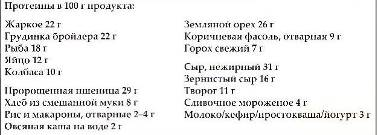 Протеины в 100 г продукта:
Жаркое 22 г
Грудинка бройлера 22 г
Рыба 18 г
Яйцо 12 г
Колбаса 10 г
Пророщенная пшеница 29 г
Хлеб из смешанной муки 8 г
Рис и макароны, отварные 2–4 г
Овсяная каша на воде 2 г
Земляной орех 26 г
Коричневая фасоль, отварная 9 г
Горох свежий 7 г
Сыр, нежирный 31 г
Зернистый сыр 16 г
Творог 11 г
Сливочное мороженое 4 г
Молоко/кефир/простокваша/йогурт 3 г